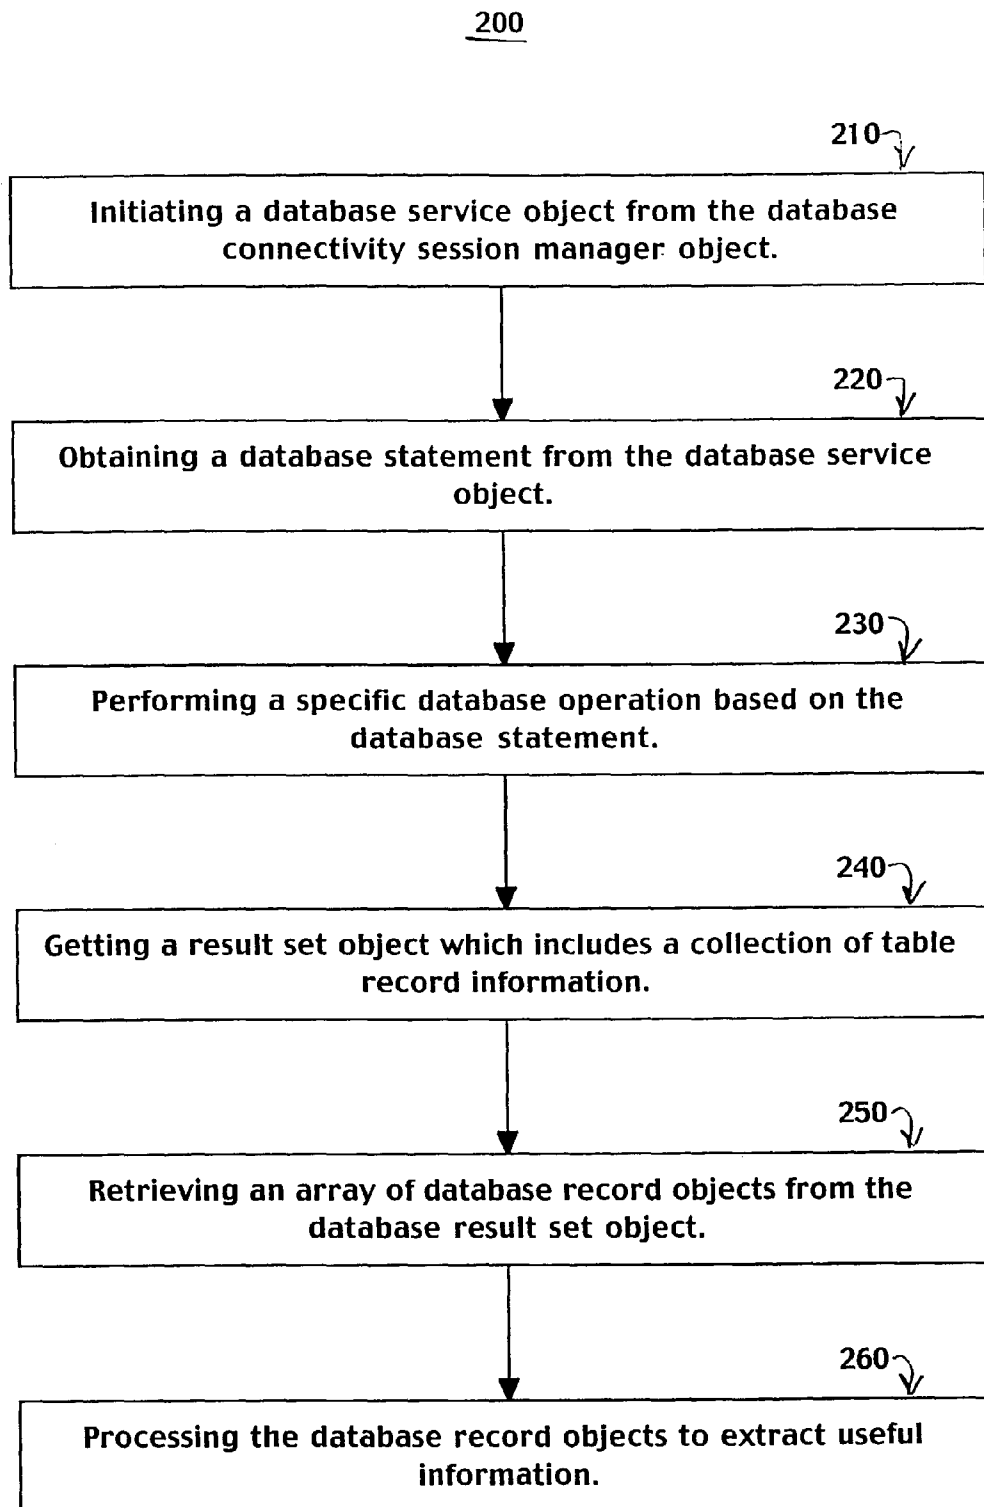 200
210
Initiating a database service object from the database
connectivity session manager object.
220
Obtaining a database statement from the database service
object.
230
Performing a specific database operation based on the
database statement.
240
Getting a result set object which includes a collection of table
record information.
250
Retrieving an array of database record objects from the
database result set object.
260
Processing the database record objects to extract useful
information.